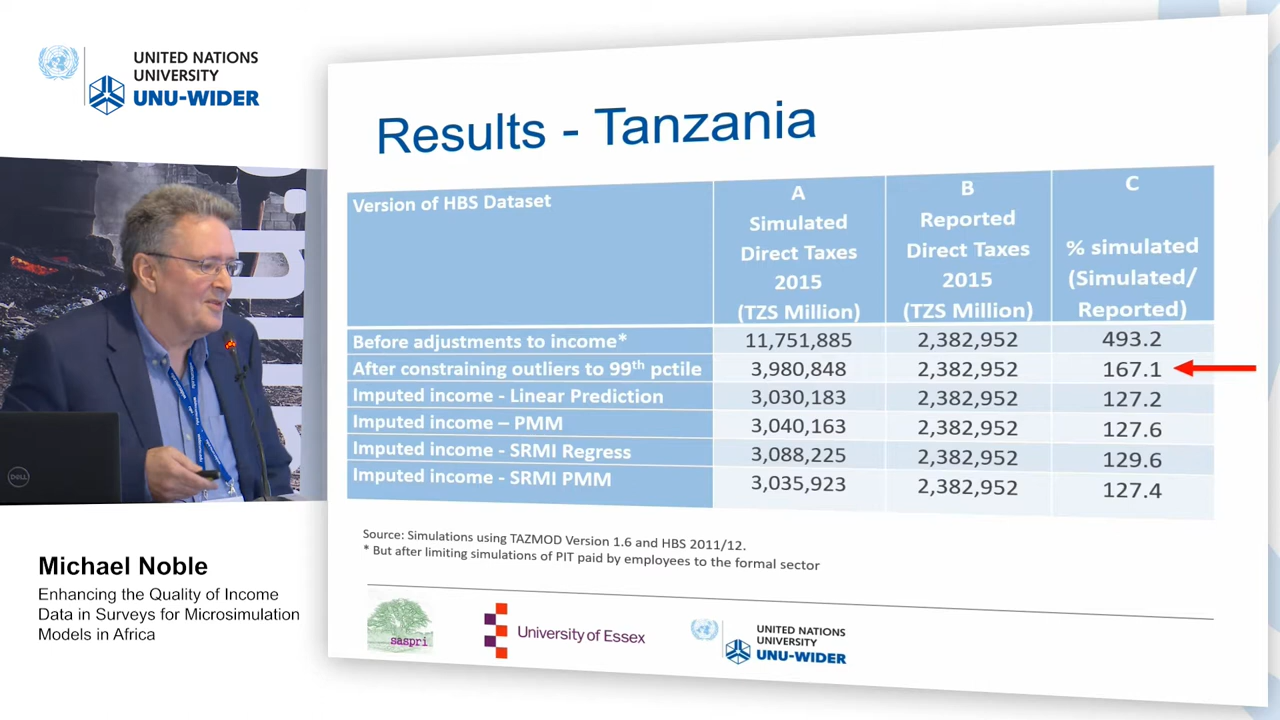 UNITED NATIONS
UNIVERSITY
UNU-WIDER
Results - Tanzania
Version of HBS Dataset
A
Simulated
Direct Taxes
2015
(TZS Million)
B
Reported
Direct Taxes
2015
(TZS Million)
C
% simulated
(Simulated/
Reported)
Before adjustments to income* 11,751,885 2,382,952 493.2
After constraining outliers to 99th pctile 3,980,848 2,382,952 167.1
Imputed income - Linear Prediction 3,030,183 2,382,952 127.2
Imputed income – PMM 3,040,163 2,382,952 127.6
Imputed income - SRMI Regress 3,088,225 2,382,952 129.6
Imputed income - SRMI PMM 3,035,923 2,382,952 127.4
Source: Simulations using TAZMOD Version 1.6 and HBS 2011/12.
* But after limiting simulations of PIT paid by employees to the formal sector
saspri
University of Essex
UNITED NATIONS
UNIVERSITY
UNU-WIDER
DELL
Michael Noble
Enhancing the Quality of Income
Data in Surveys for Microsimulation
Models in Africa